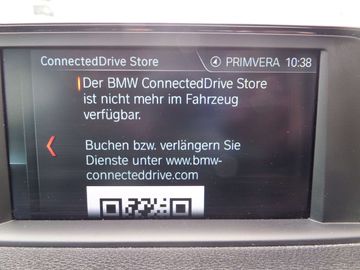 ConnectedDrive Store PRIMVERA 10:38
Der BMW ConnectedDrive Store
ist nicht mehr im Fahrzeug
verfügbar.
Buchen bzw. verlängern Sie
Dienste unter www.bmw-
connecteddrive.com